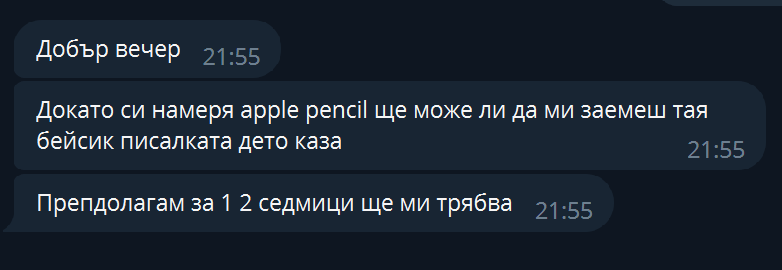 Добър вечер 21:55
Докато си намеря apple pencil ще може ли да ми заемеш тая
бейсик писалката дето каза 21:55
Препдолагам за 1 2 седмици ще ми трябва 21:55